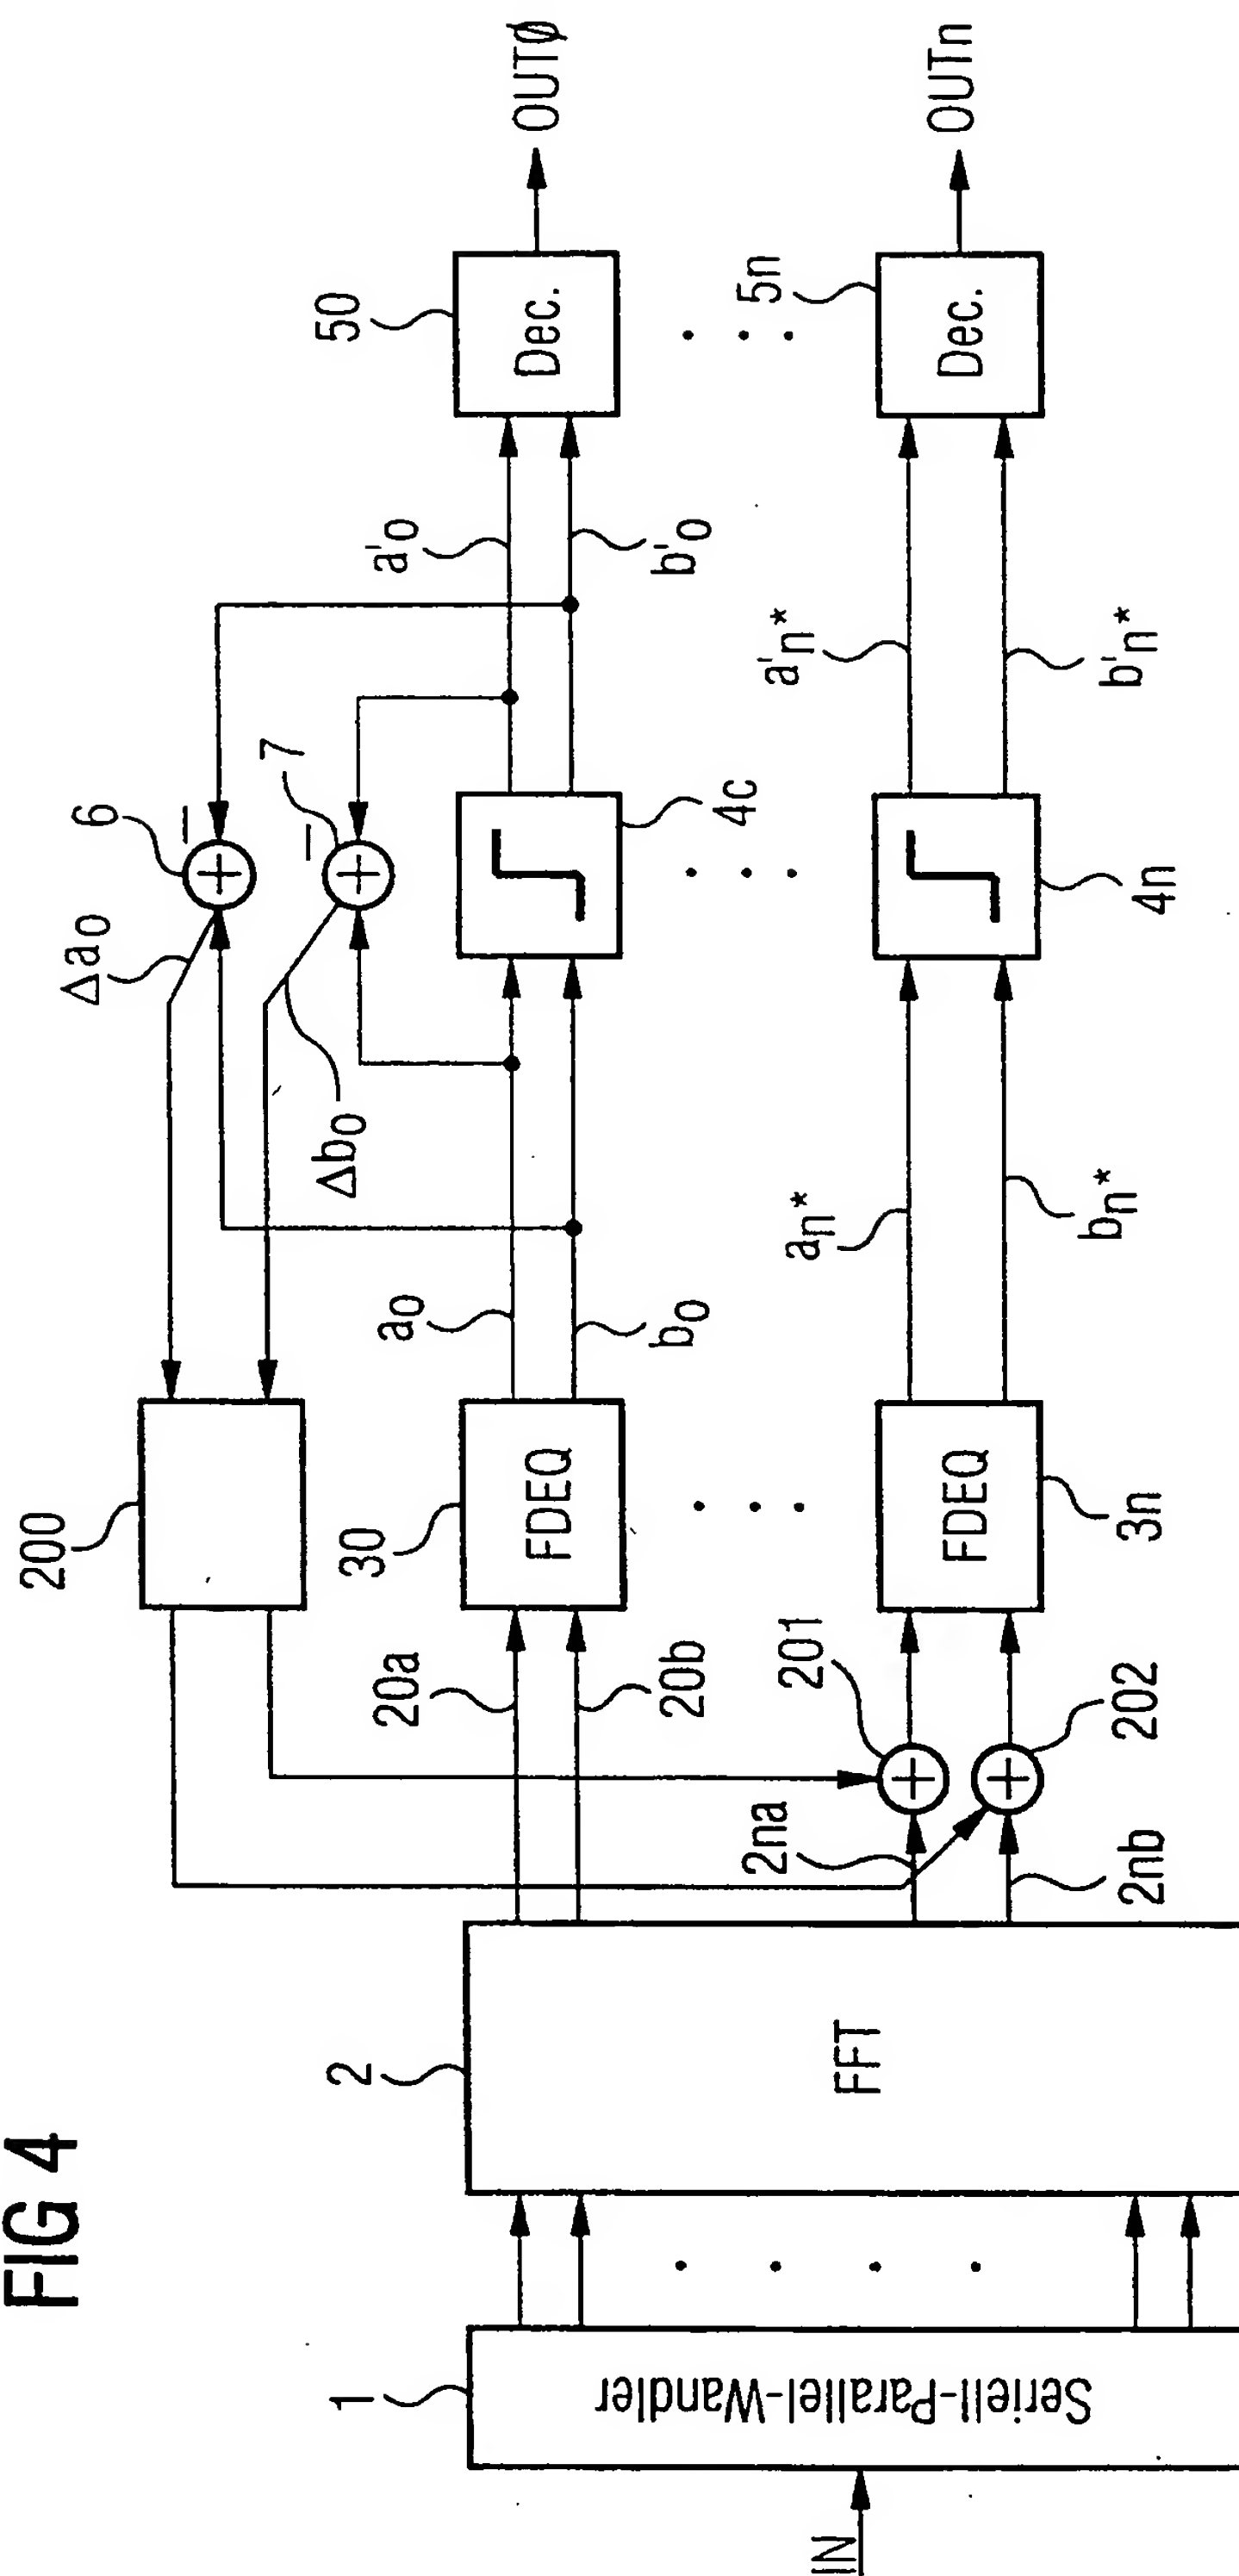 FIG 4
IN
1
Seriell-Parallel-Wandler
2
FFT
200
20a
20b
2na
2nb
201
202
30
FDEQ
FDEQ
3n
a0
b0
an*
bn*
Δa0
Δb0
6
−
7
−
4c
4n
a'0
b'0
a'n*
b'n*
50
Dec.
5n
Dec.
OUTØ
OUTn